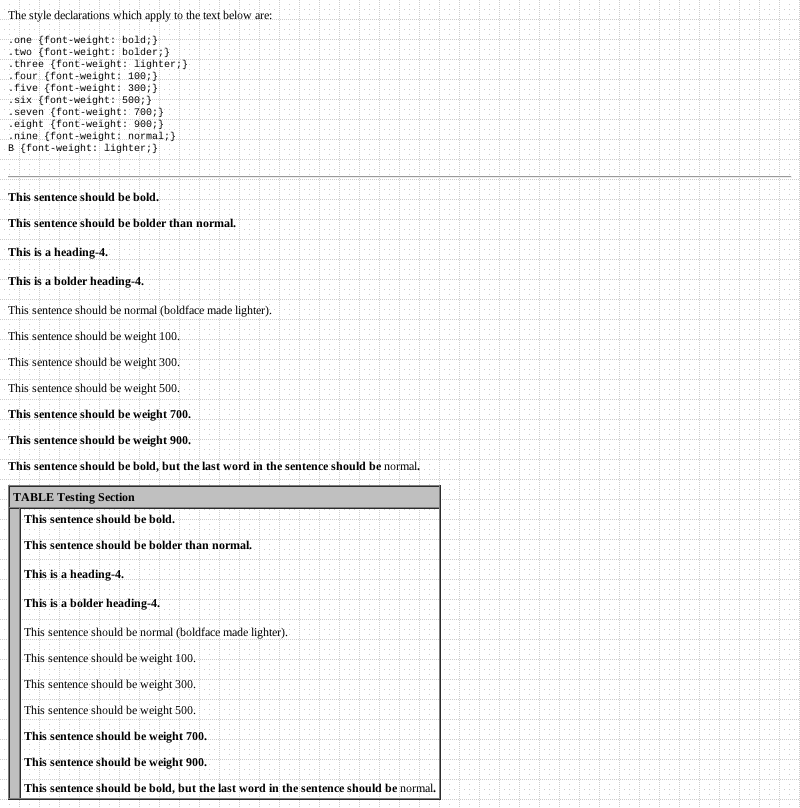 The style declarations which apply to the text below are:
.one {font-weight: bold;}
.two {font-weight: bolder;}
.three {font-weight: lighter;}
.four {font-weight: 100;}
.five {font-weight: 300;}
.six {font-weight: 500;}
.seven {font-weight: 700;}
.eight {font-weight: 900;}
.nine {font-weight: normal;}
B {font-weight: lighter;}
This sentence should be bold.
This sentence should be bolder than normal.
This is a heading-4.
This is a bolder heading-4.
This sentence should be normal (boldface made lighter).
This sentence should be weight 100.
This sentence should be weight 300.
This sentence should be weight 500.
This sentence should be weight 700.
This sentence should be weight 900.
This sentence should be bold, but the last word in the sentence should be normal.
TABLE Testing Section
This sentence should be bold.
This sentence should be bolder than normal.
This is a heading-4.
This is a bolder heading-4.
This sentence should be normal (boldface made lighter).
This sentence should be weight 100.
This sentence should be weight 300.
This sentence should be weight 500.
This sentence should be weight 700.
This sentence should be weight 900.
This sentence should be bold, but the last word in the sentence should be normal.